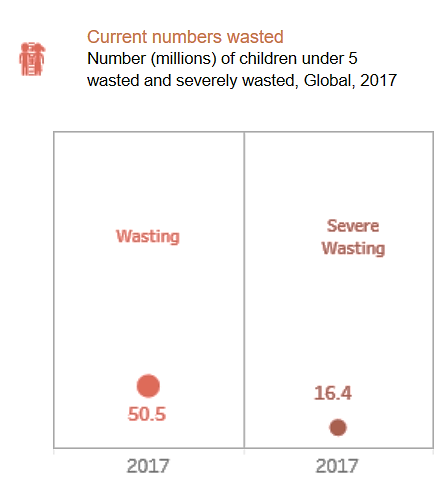 Current numbers wasted
Number (millions) of children under 5
wasted and severely wasted, Global, 2017
Wasting
Severe
Wasting
50.5
16.4
2017
2017